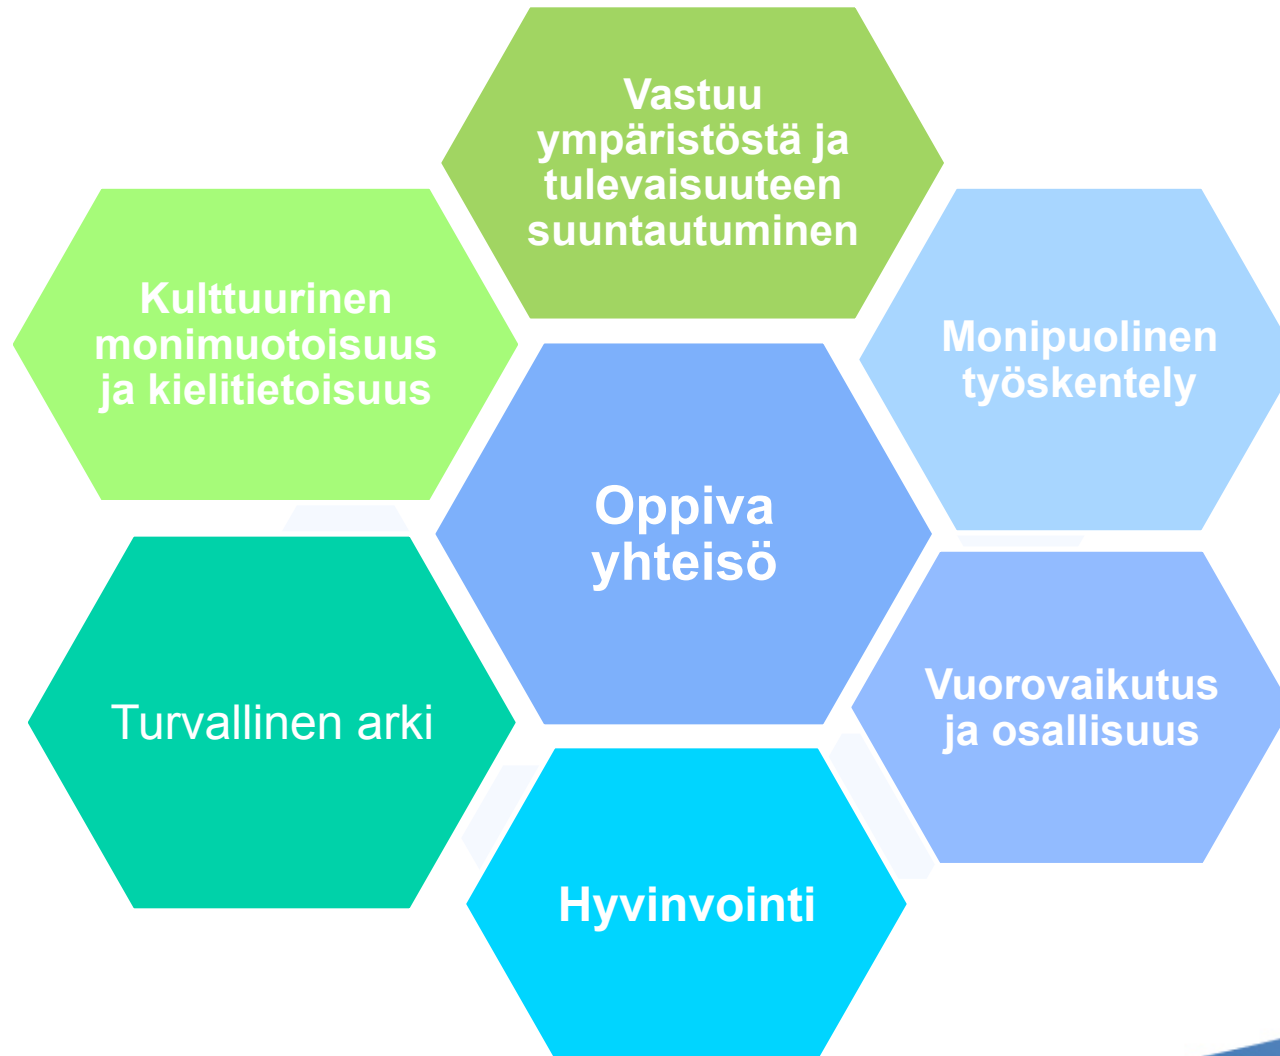 Vastuu
ympäristöstä ja
tulevaisuuteen
suuntautuminen
Kulttuurinen
monimuotoisuus
ja kielitietoisuus
Monipuolinen
työskentely
Oppiva
yhteisö
Turvallinen arki
Vuorovaikutus
ja osallisuus
Hyvinvointi